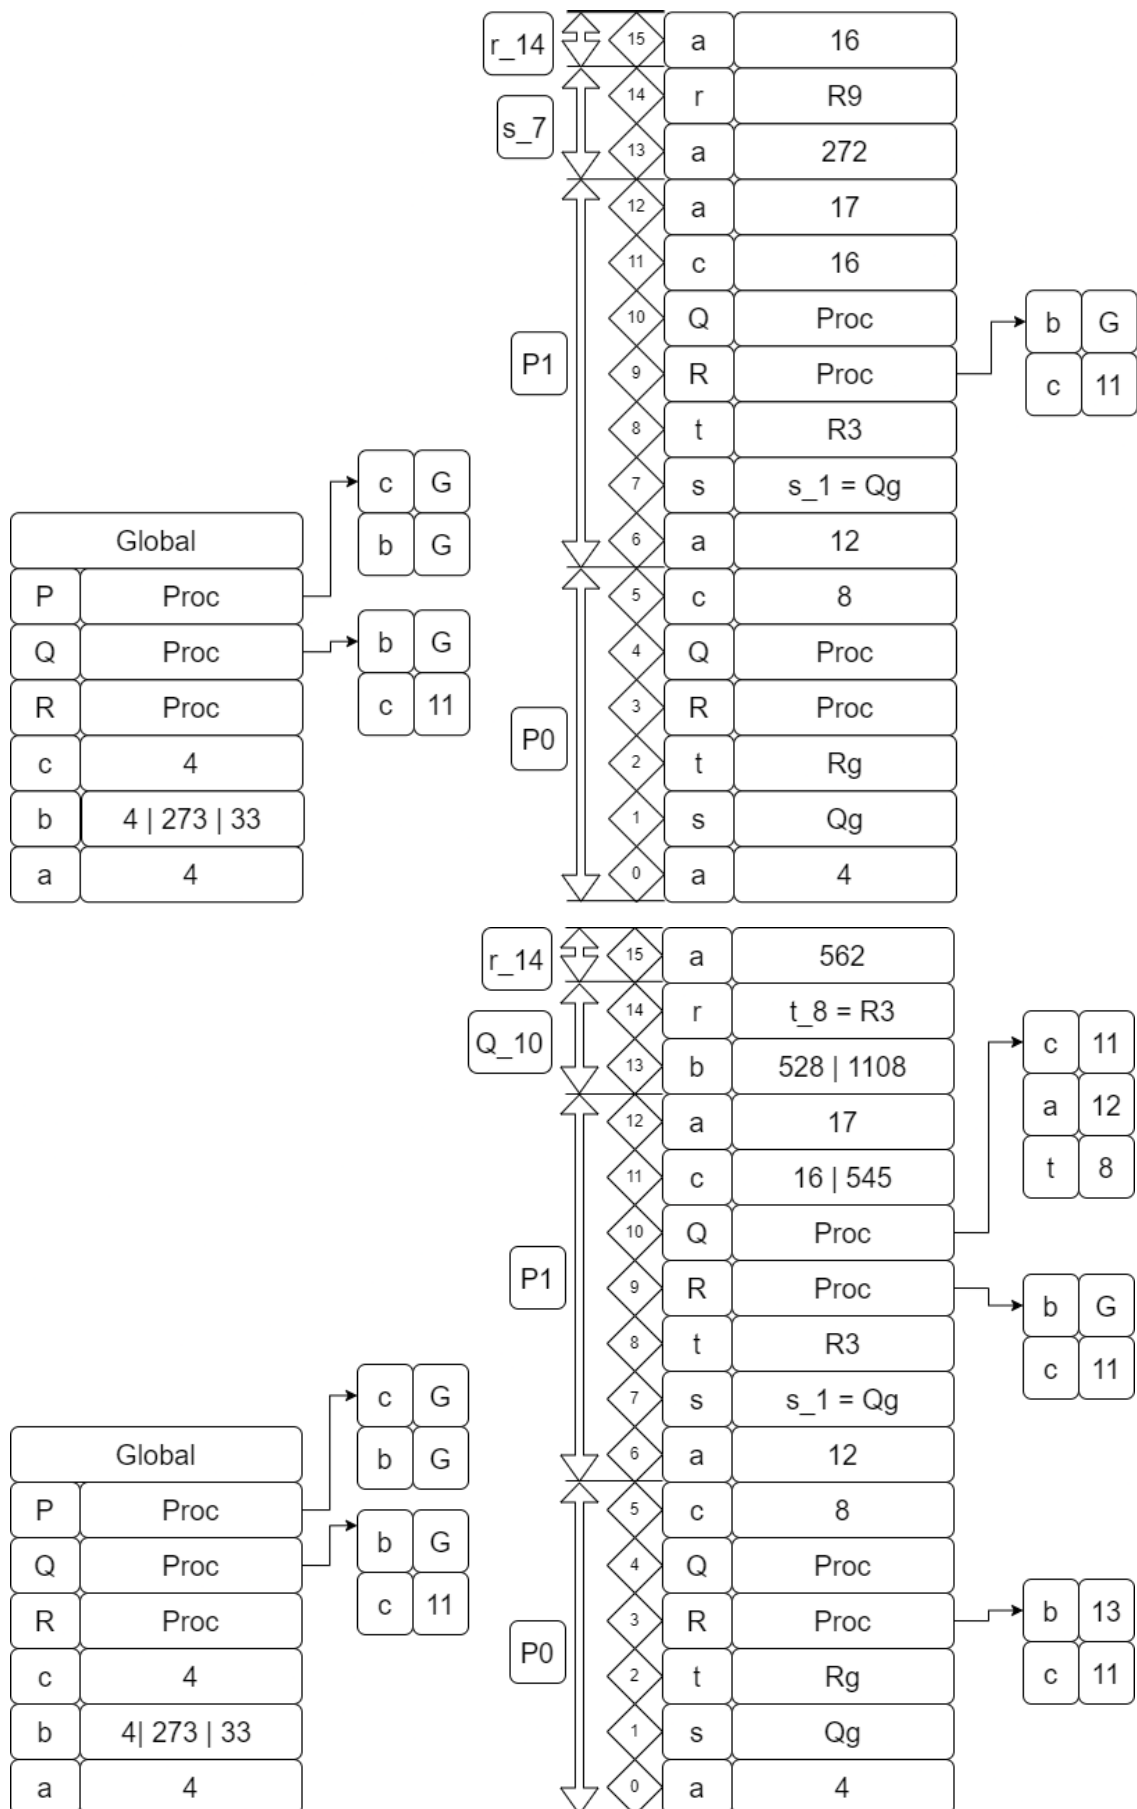 r_14 15 a 16
14 r R9
s_7
13 a 272
12 a 17
11 c 16
10 Q Proc b G
P1 9 R Proc c 11
8 t R3
c G 7 s s_1 = Qg
Global b G 6 a 12
P Proc 5 c 8
Q Proc b G 4 Q Proc
R Proc c 11 3 R Proc
P0
c 4 2 t Rg
b 4 | 273 | 33 1 s Qg
a 4 0 a 4
r_14 15 a 562
14 r t_8 = R3 c 11
Q_10
13 b 528 | 1108 a 12
12 a 17 t 8
11 c 16 | 545
10 Q Proc
P1 9 R Proc b G
8 t R3 c 11
c G 7 s s_1 = Qg
Global b G 6 a 12
P Proc 5 c 8
Q Proc b G 4 Q Proc
R Proc c 11 3 R Proc b 13
P0
c 4 2 t Rg c 11
b 4| 273 | 33 1 s Qg
a 4 0 a 4